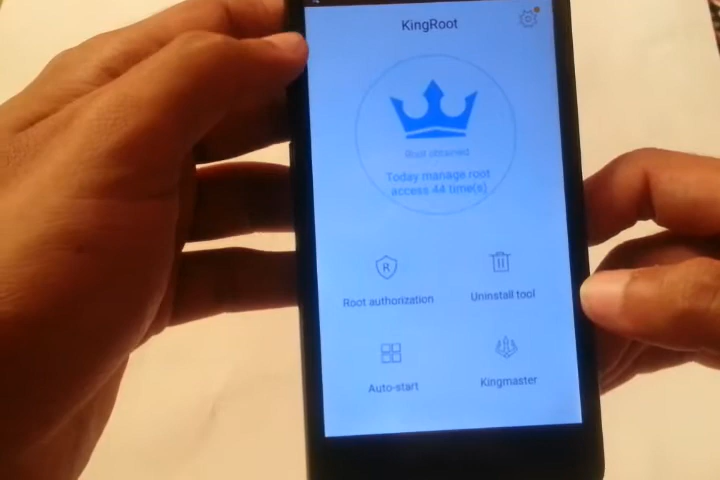 KingRoot
Root obtained
Today manage root
access 44 time(s)
Root authorization
Uninstall tool
Auto-start
Kingmaster